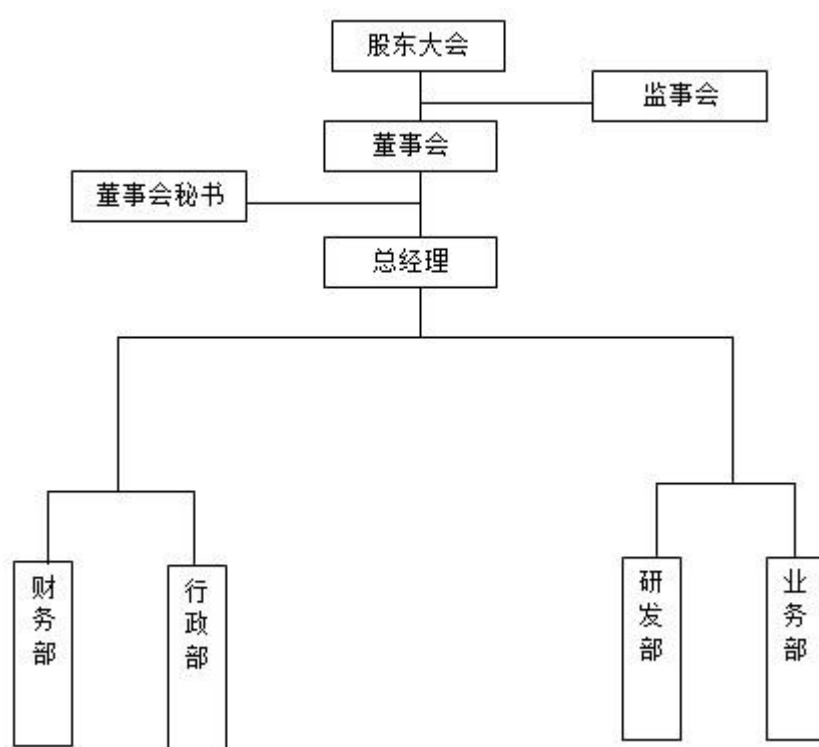 股东大会
监事会
董事会
董事会秘书
总经理
财务部
行政部
研发部
业务部